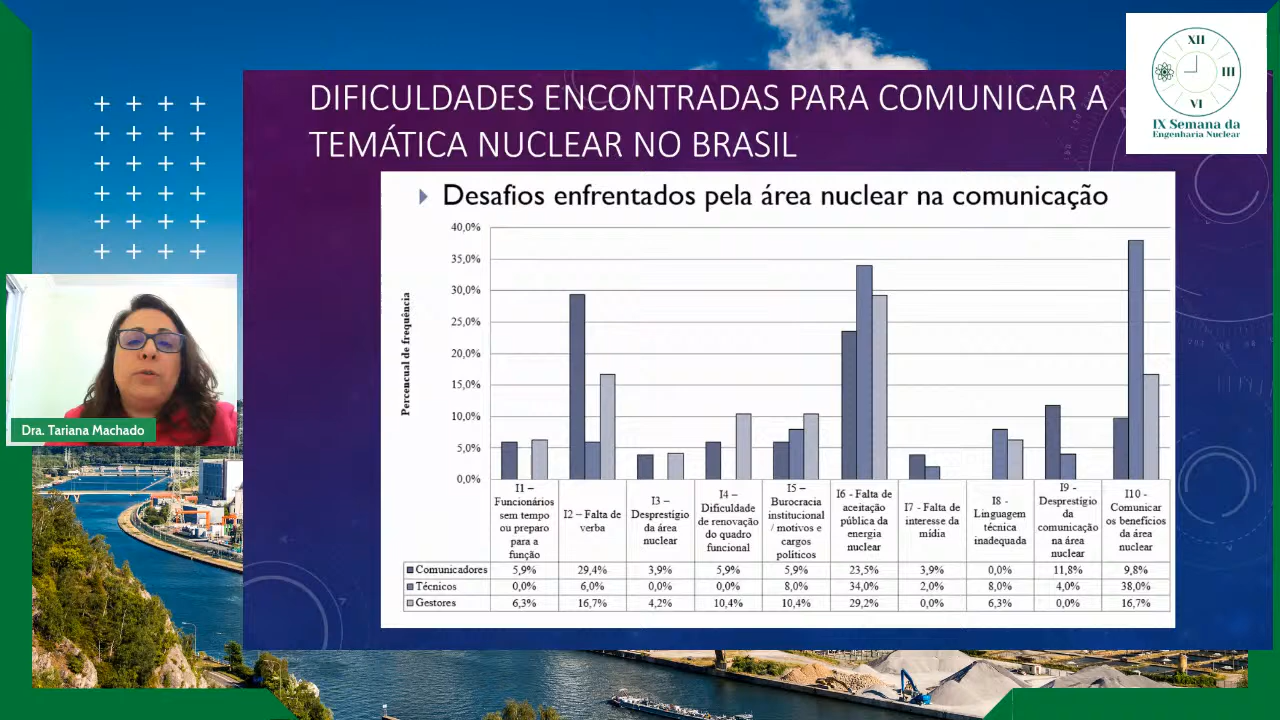 XII
III
VI
IX Semana da
Engenharia Nuclear
DIFICULDADES ENCONTRADAS PARA COMUNICAR A
TEMÁTICA NUCLEAR NO BRASIL
Desafios enfrentados pela área nuclear na comunicação
40,0%
35,0%
30,0%
25,0%
20,0%
15,0%
10,0%
5,0%
0,0%
Percencual de frequência
I1 –
Funcionários
sem tempo
ou preparo
para a
função
I2 – Falta de
verba
I3 –
Desprestígio
da área
nuclear
I4 –
Dificuldade
de renovação
do quadro
funcional
I5 –
Burocracia
institucional
/ motivos e
cargos
políticos
I6 - Falta de
aceitação
pública da
energia
nuclear
I7 - Falta de
interesse da
mídia
I8 -
Linguagem
técnica
inadequada
I9 -
Desprestígio
da
comunicação
na área
nuclear
I10 -
Comunicar
os benefícios
da área
nuclear
Comunicadores 5,9% 29,4% 3,9% 5,9% 5,9% 23,5% 3,9% 0,0% 11,8% 9,8%
Técnicos 0,0% 6,0% 0,0% 0,0% 8,0% 34,0% 2,0% 8,0% 4,0% 38,0%
Gestores 6,3% 16,7% 4,2% 10,4% 10,4% 29,2% 0,0% 6,3% 0,0% 16,7%
Dra. Tariana Machado